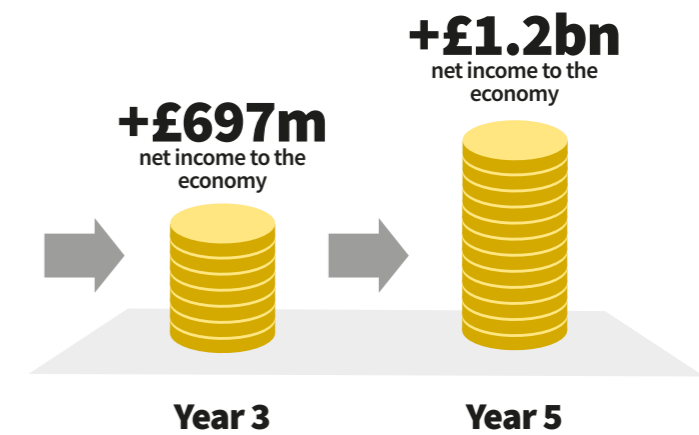 +£697m
net income to the
economy
Year 3
+£1.2bn
net income to the
economy
Year 5